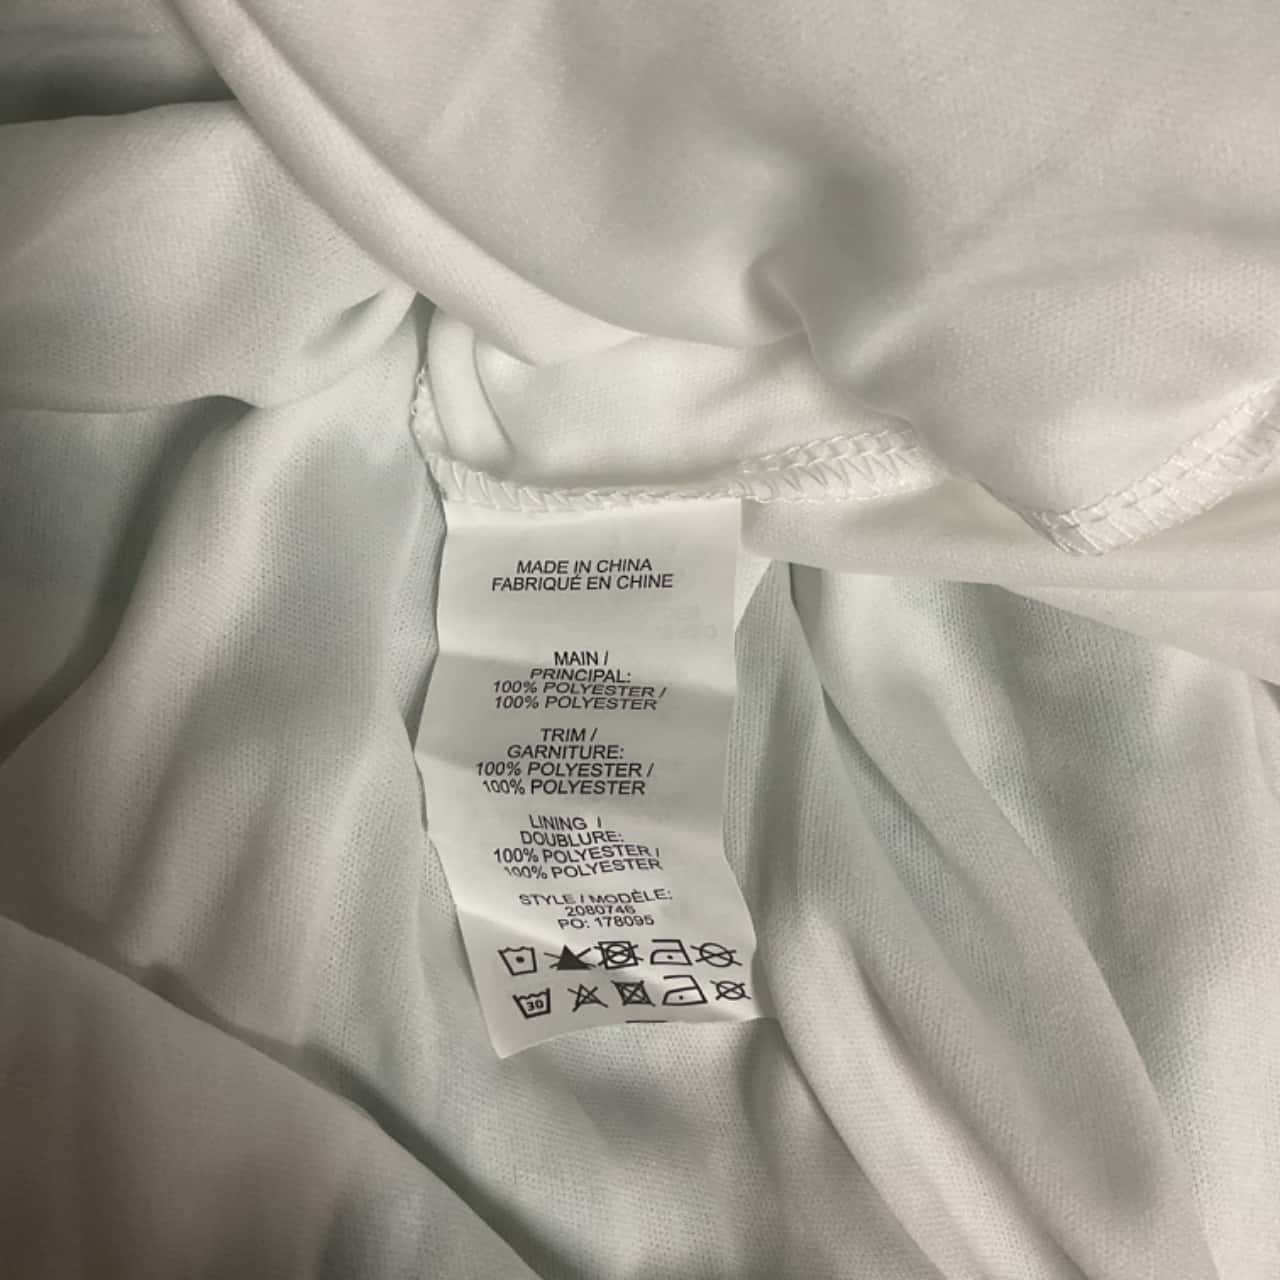 MADE IN CHINA
FABRIQUÉ EN CHINE
MAIN /
PRINCIPAL:
100% POLYESTER /
100% POLYESTER
TRIM /
GARNITURE:
100% POLYESTER /
100% POLYESTER
LINING /
DOUBLURE:
100% POLYESTER /
100% POLYESTER
STYLE / MODÈLE:
2080746
PO: 178095
30